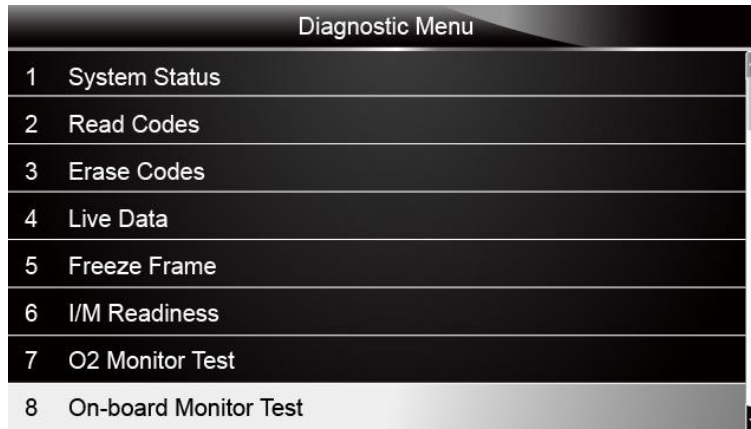 Diagnostic Menu
1 System Status
2 Read Codes
3 Erase Codes
4 Live Data
5 Freeze Frame
6 I/M Readiness
7 O2 Monitor Test
8 On-board Monitor Test